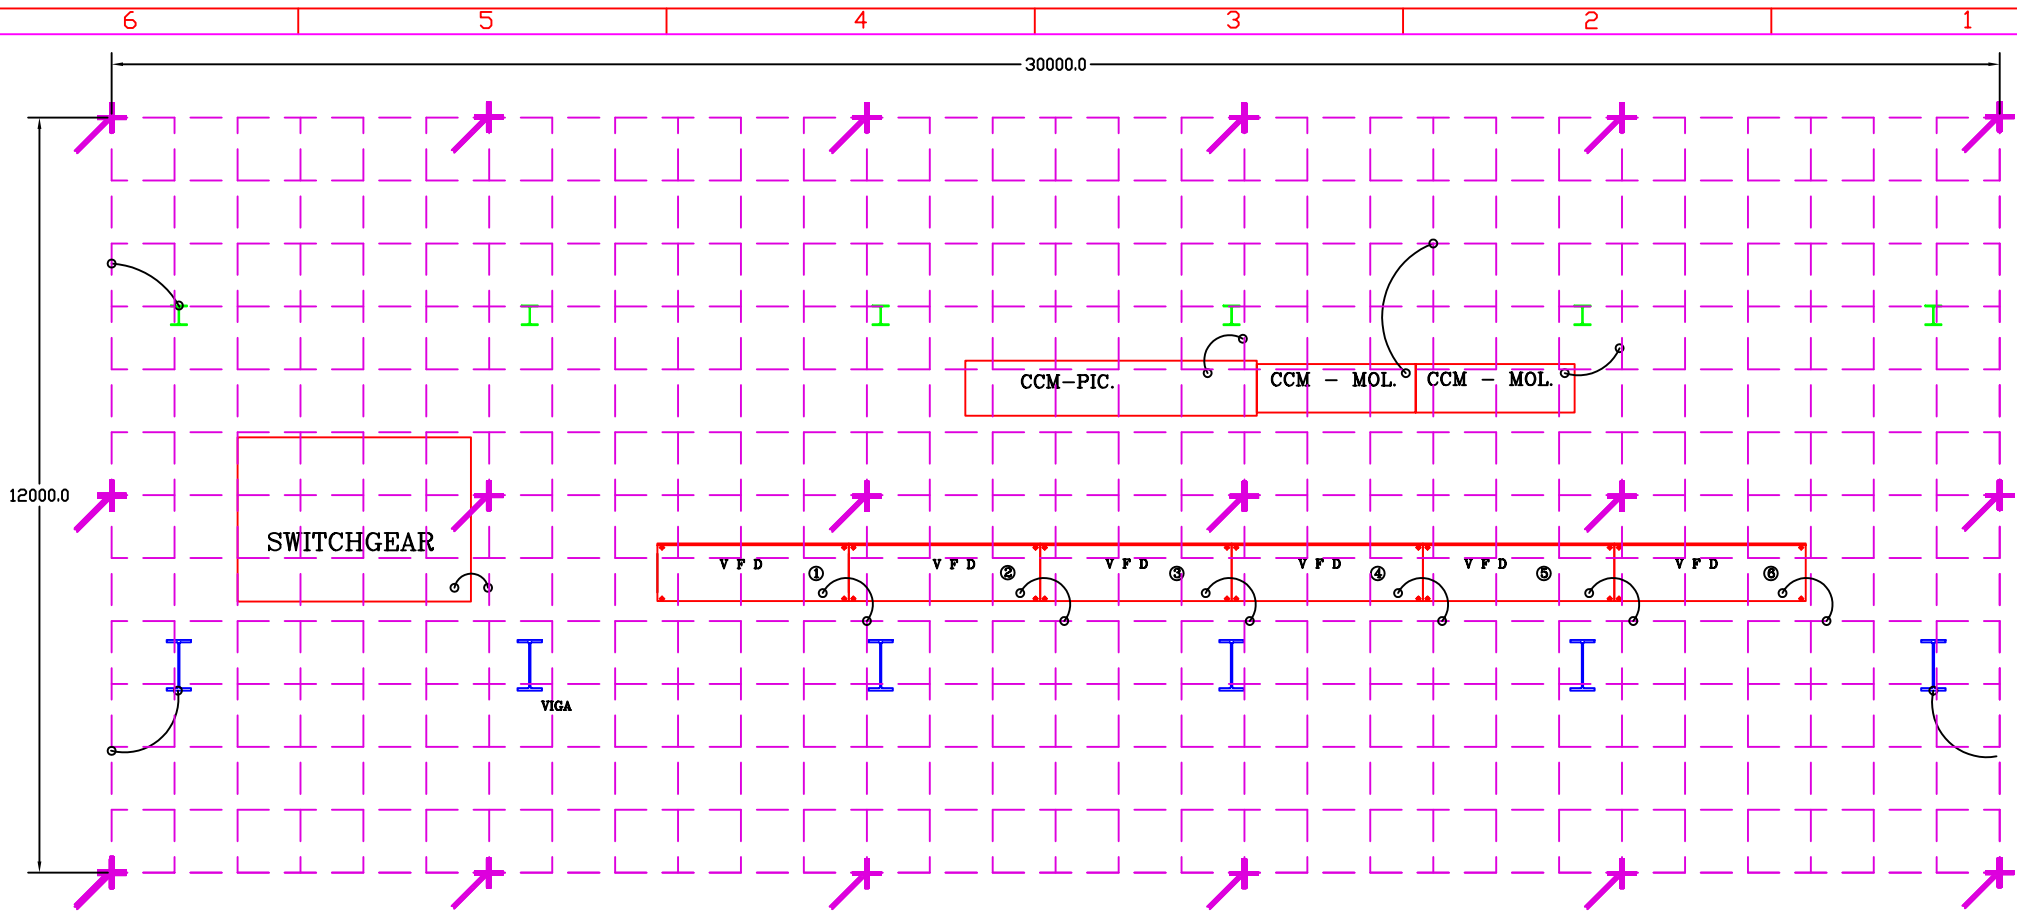 6 5 4 3 2 1
30000.0
CCM-PIC. CCM - MOL. CCM - MOL.
12000.0
SWITCHGEAR
V F D V F D V F D V F D V F D V F D
① ② ③ ④ ⑤ ⑥
VIGA